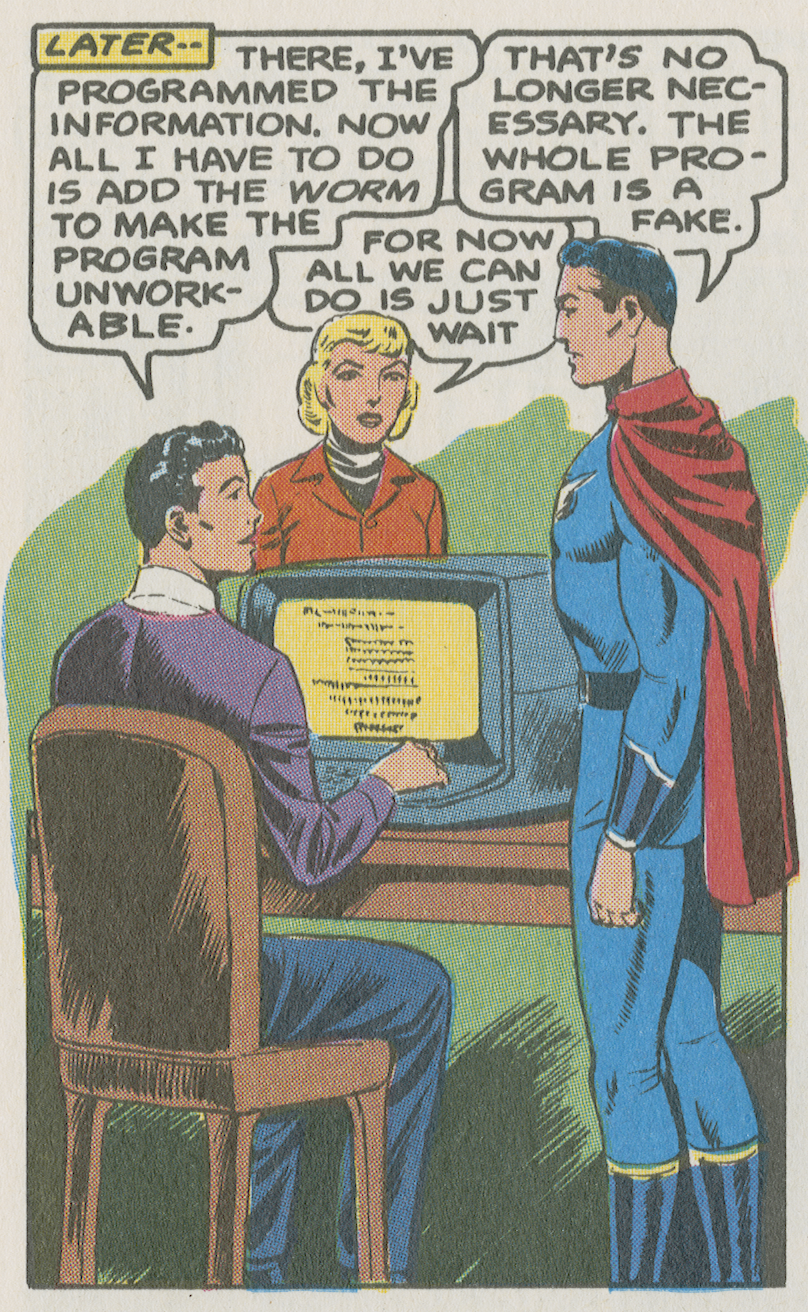 LATER--
THERE, I'VE
PROGRAMMED THE
INFORMATION. NOW
ALL I HAVE TO DO
IS ADD THE WORM
TO MAKE THE
PROGRAM
UNWORK-
ABLE.
THAT'S NO
LONGER NEC-
ESSARY. THE
WHOLE PRO-
GRAM IS A
FAKE.
FOR NOW
ALL WE CAN
DO IS JUST
WAIT